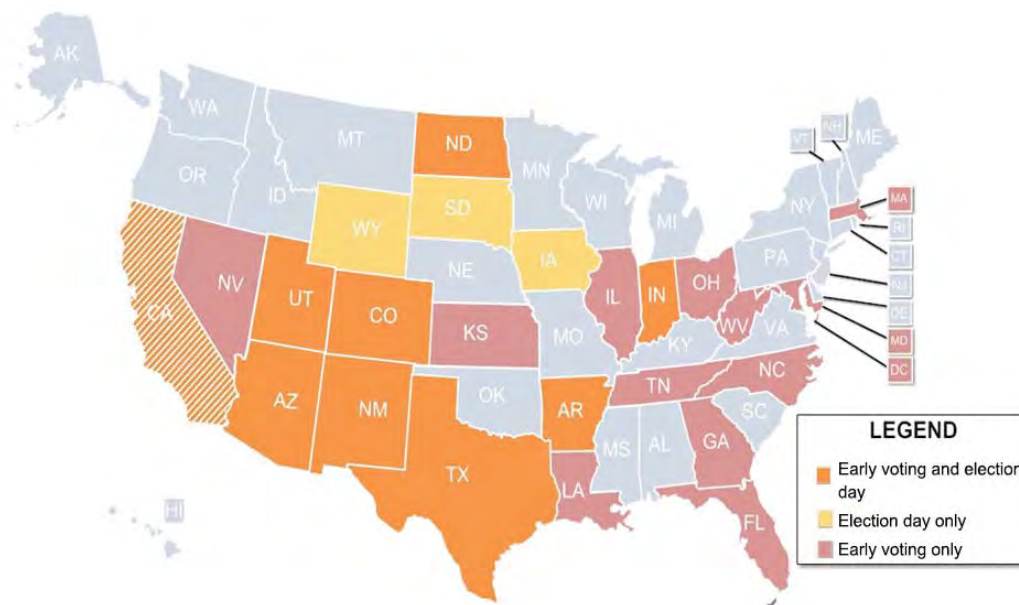 AK
WA
MT
ND
MN
VT
NH
ME
OR
ID
WY
SD
WI
MI
NY
MA
RI
CT
NJ
DE
MD
DC
CA
NV
UT
CO
NE
IA
IL
IN
OH
PA
WV
VA
KS
MO
KY
AZ
NM
OK
AR
TN
NC
SC
TX
LA
MS
AL
GA
FL
HI
LEGEND
Early voting and election
day
Election day only
Early voting only